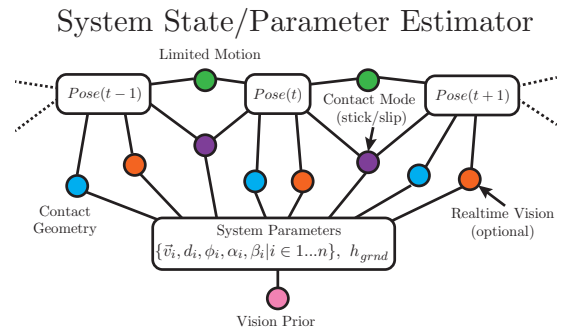 System State/Parameter Estimator
Limited Motion
Pose(t − 1)
Pose(t)
Pose(t + 1)
Contact Mode
(stick/slip)
Contact
Geometry
Realtime Vision
(optional)
System Parameters
{v⃗ᵢ, dᵢ, ϕᵢ, αᵢ, βᵢ|i ∈ 1...n}, h_grnd
Vision Prior